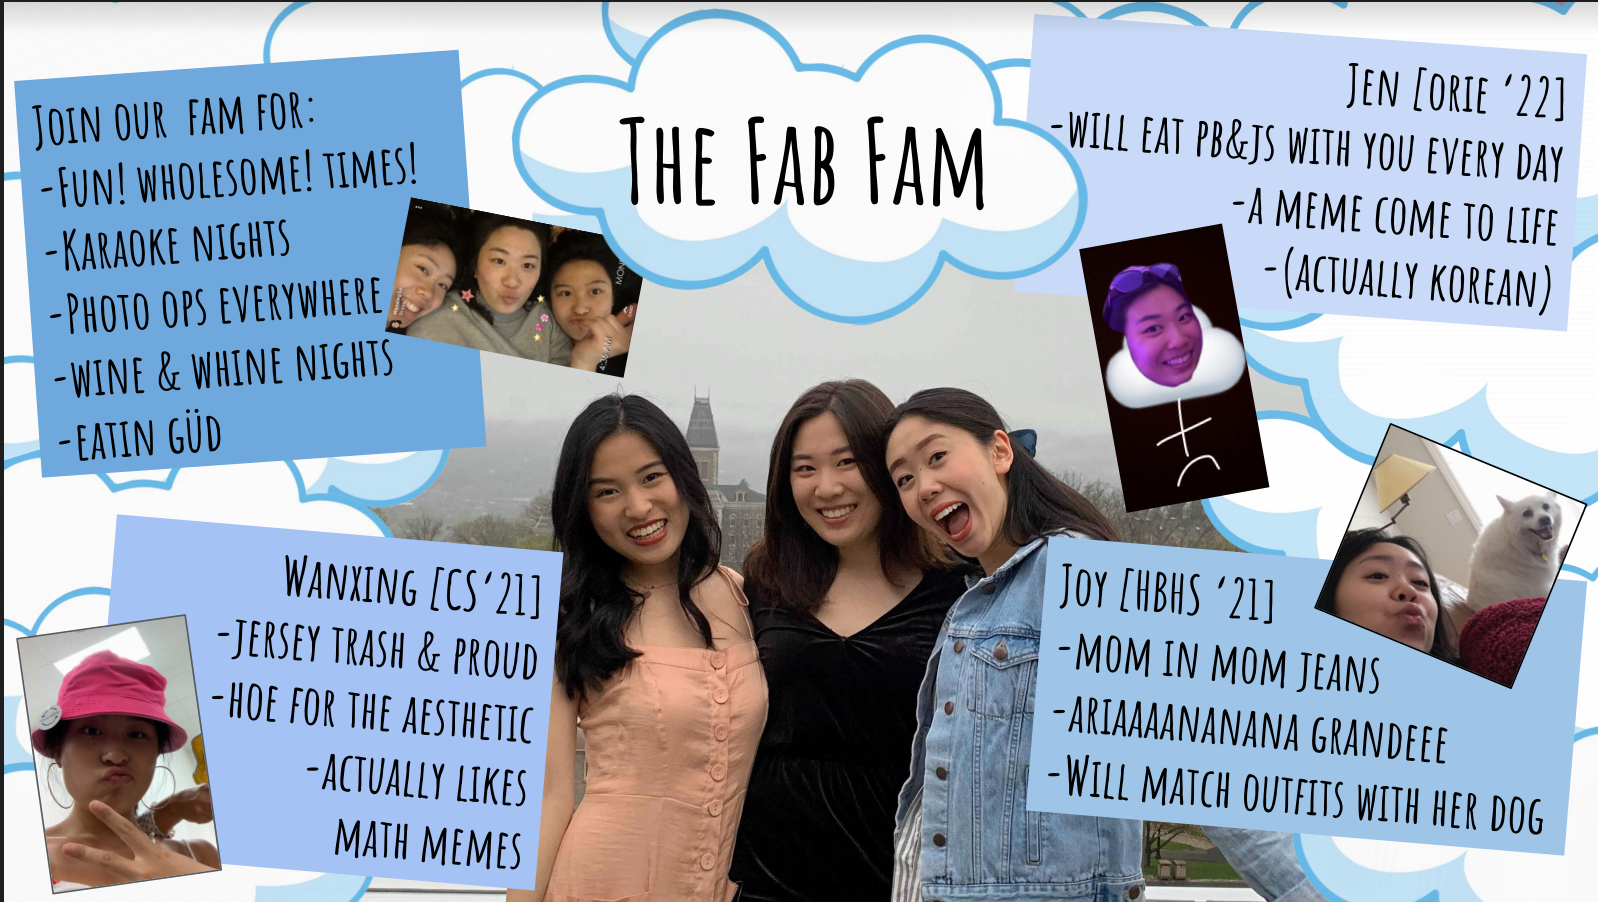 THE FAB FAM
JOIN OUR FAM FOR:
-FUN! WHOLESOME! TIMES!
-KARAOKE NIGHTS
-PHOTO OPS EVERYWHERE
-WINE & WHINE NIGHTS
-EATIN GÜD
JEN [ORIE '22]
-WILL EAT PB&JS WITH YOU EVERY DAY
-A MEME COME TO LIFE
-(ACTUALLY KOREAN)
WANXING [CS'21]
-JERSEY TRASH & PROUD
-HOE FOR THE AESTHETIC
-ACTUALLY LIKES
MATH MEMES
JOY [HBHS '21]
-MOM IN MOM JEANS
-ARIAAAANANANA GRANDEEE
-WILL MATCH OUTFITS WITH HER DOG